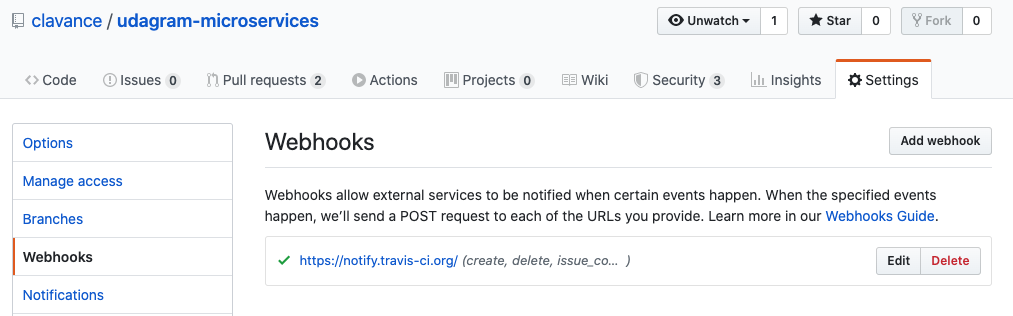 clavance / udagram-microservices Unwatch 1 Star 0 Fork 0
Code Issues 0 Pull requests 2 Actions Projects 0 Wiki Security 3 Insights Settings
Options
Manage access
Branches
Webhooks
Notifications
Webhooks Add webhook
Webhooks allow external services to be notified when certain events happen. When the specified events
happen, we’ll send a POST request to each of the URLs you provide. Learn more in our Webhooks Guide.
https://notify.travis-ci.org/ (create, delete, issue_co… ) Edit Delete